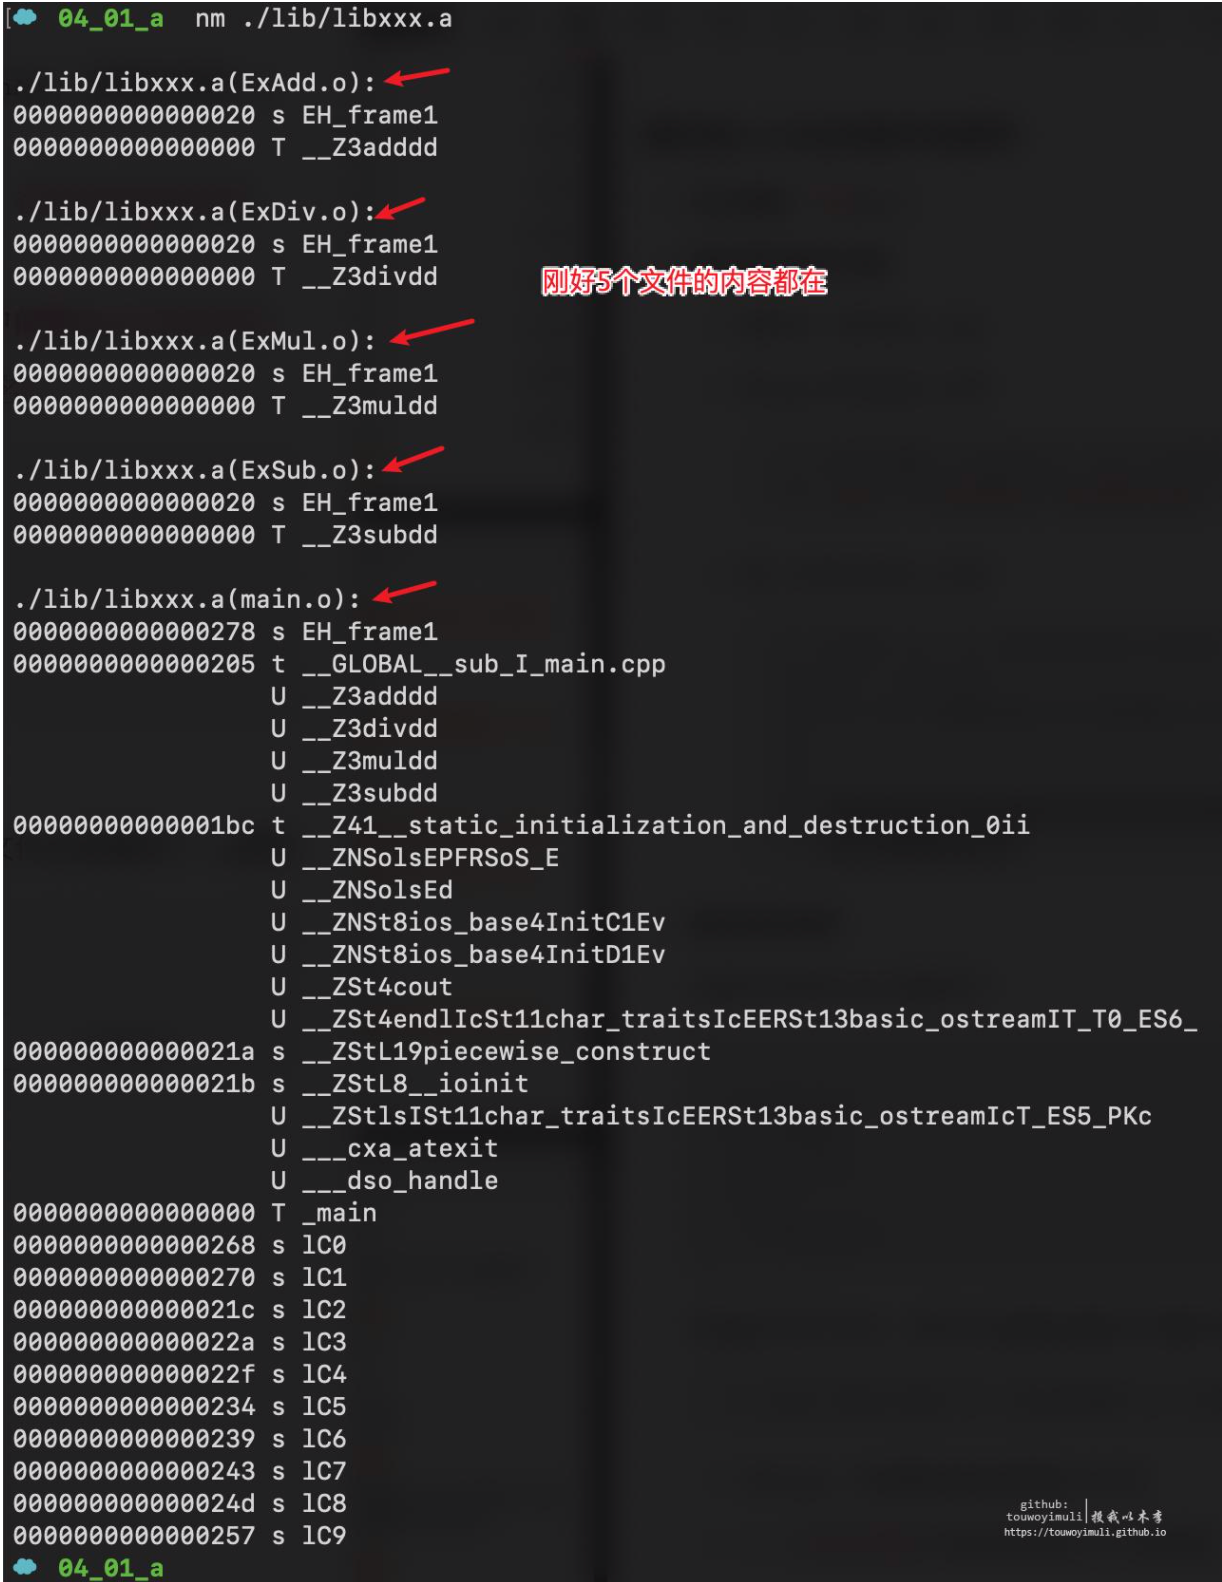 [ 04_01_a nm ./lib/libxxx.a
./lib/libxxx.a(ExAdd.o):
0000000000000020 s EH_frame1
0000000000000000 T __Z3adddd
./lib/libxxx.a(ExDiv.o):
0000000000000020 s EH_frame1
0000000000000000 T __Z3divdd
刚好5个文件的内容都在
./lib/libxxx.a(ExMul.o):
0000000000000020 s EH_frame1
0000000000000000 T __Z3muldd
./lib/libxxx.a(ExSub.o):
0000000000000020 s EH_frame1
0000000000000000 T __Z3subdd
./lib/libxxx.a(main.o):
0000000000000278 s EH_frame1
0000000000000205 t __GLOBAL__sub_I_main.cpp
U __Z3adddd
U __Z3divdd
U __Z3muldd
U __Z3subdd
00000000000001bc t __Z41__static_initialization_and_destruction_0ii
U __ZNSolsEPFRSoS_E
U __ZNSolsEd
U __ZNSt8ios_base4InitC1Ev
U __ZNSt8ios_base4InitD1Ev
U __ZSt4cout
U __ZSt4endlIcSt11char_traitsIcEERSt13basic_ostreamIT_T0_ES6_
000000000000021a s __ZStL19piecewise_construct
000000000000021b s __ZStL8__ioinit
U __ZStlsISt11char_traitsIcEERSt13basic_ostreamIcT_ES5_PKc
U ___cxa_atexit
U ___dso_handle
0000000000000000 T _main
0000000000000268 s lC0
0000000000000270 s lC1
000000000000021c s lC2
000000000000022a s lC3
000000000000022f s lC4
0000000000000234 s lC5
0000000000000239 s lC6
0000000000000243 s lC7
000000000000024d s lC8
0000000000000257 s lC9
github:
touwoyimuli 投我以木李
https://touwoyimuli.github.io
04_01_a